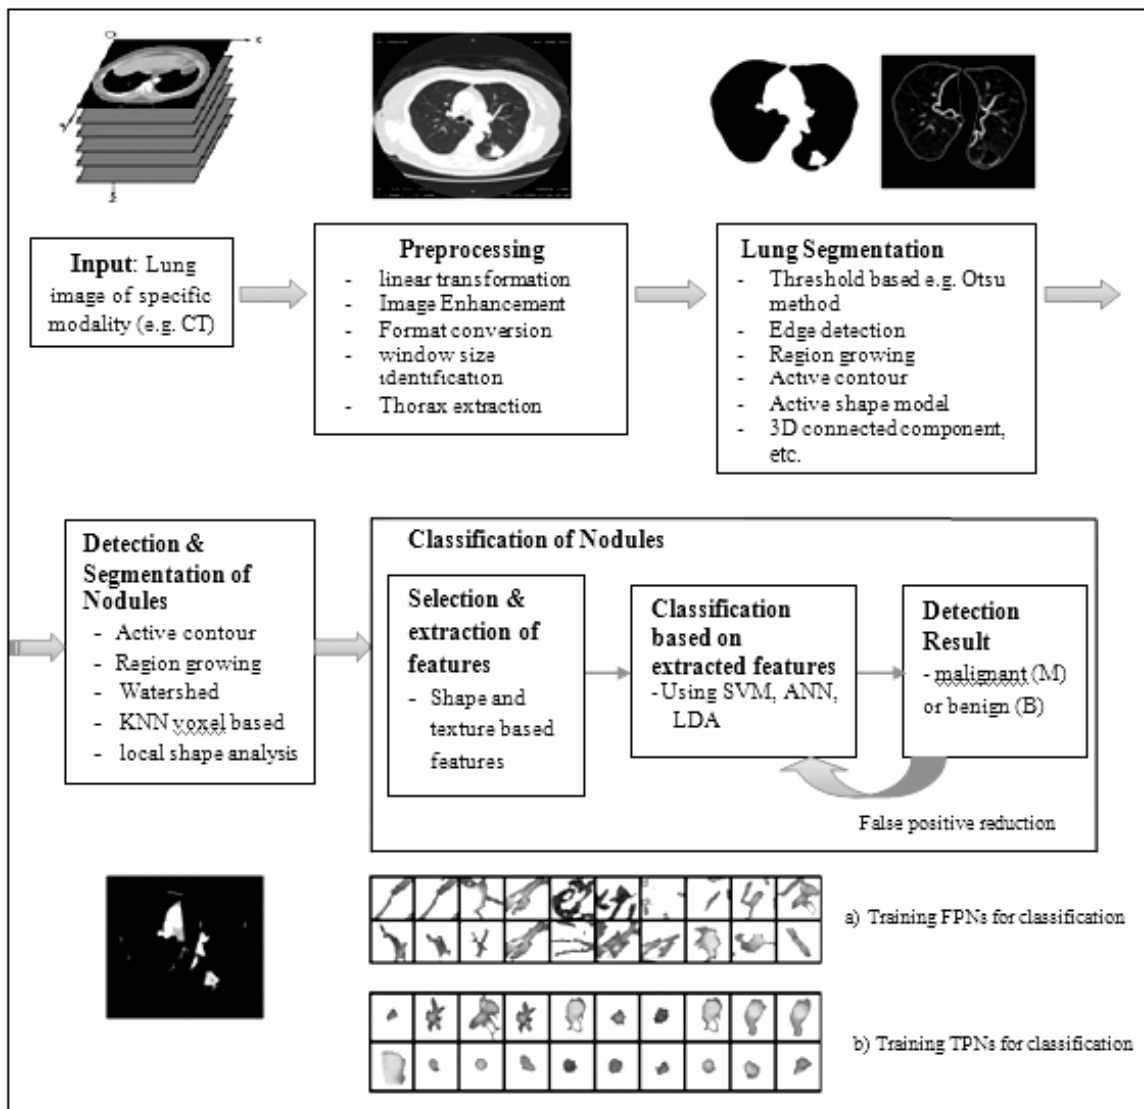 Input: Lung
image of specific
modality (e.g. CT)
Preprocessing
- linear transformation
- Image Enhancement
- Format conversion
- window size
identification
- Thorax extraction
Lung Segmentation
- Threshold based e.g. Otsu
method
- Edge detection
- Region growing
- Active contour
- Active shape model
- 3D connected component,
etc.
Detection &
Segmentation of
Nodules
- Active contour
- Region growing
- Watershed
- KNN voxel based
- local shape analysis
Classification of Nodules
Selection &
extraction of
features
- Shape and
texture based
features
Classification
based on
extracted features
-Using SVM, ANN,
LDA
Detection
Result
- malignant (M)
or benign (B)
False positive reduction
a) Training FPNs for classification
b) Training TPNs for classification